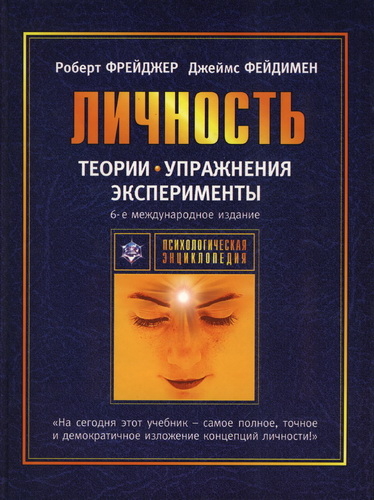 Роберт ФРЕЙДЖЕР Джеймс ФЕЙДИМЕН
ЛИЧНОСТЬ
ТЕОРИИ • УПРАЖНЕНИЯ
ЭКСПЕРИМЕНТЫ
6-е международное издание
ПСИХОЛОГИЧЕСКАЯ
ЭНЦИКЛОПЕДИЯ
«На сегодня этот учебник – самое полное, точное
и демократичное изложение концепций личности!»